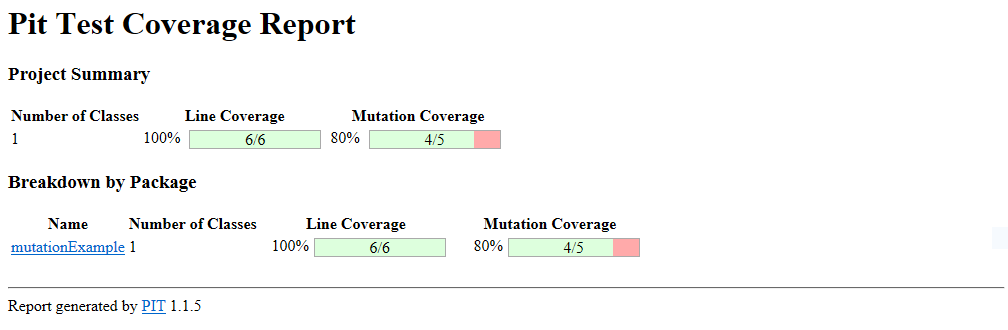 Pit Test Coverage Report
Project Summary
Number of Classes Line Coverage Mutation Coverage
1 100% 6/6 80% 4/5
Breakdown by Package
Name Number of Classes Line Coverage Mutation Coverage
mutationExample 1 100% 6/6 80% 4/5
Report generated by PIT 1.1.5